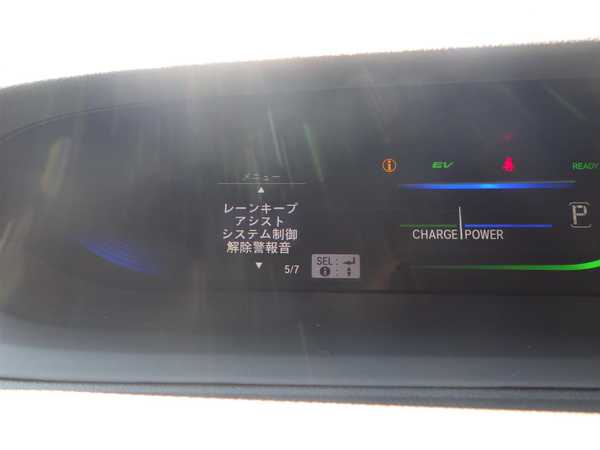 メニュー
▲
レーンキープ
アシスト
システム制御
解除警報音
▼ 5/7
SEL :
i :
EV
READY
CHARGE POWER
P